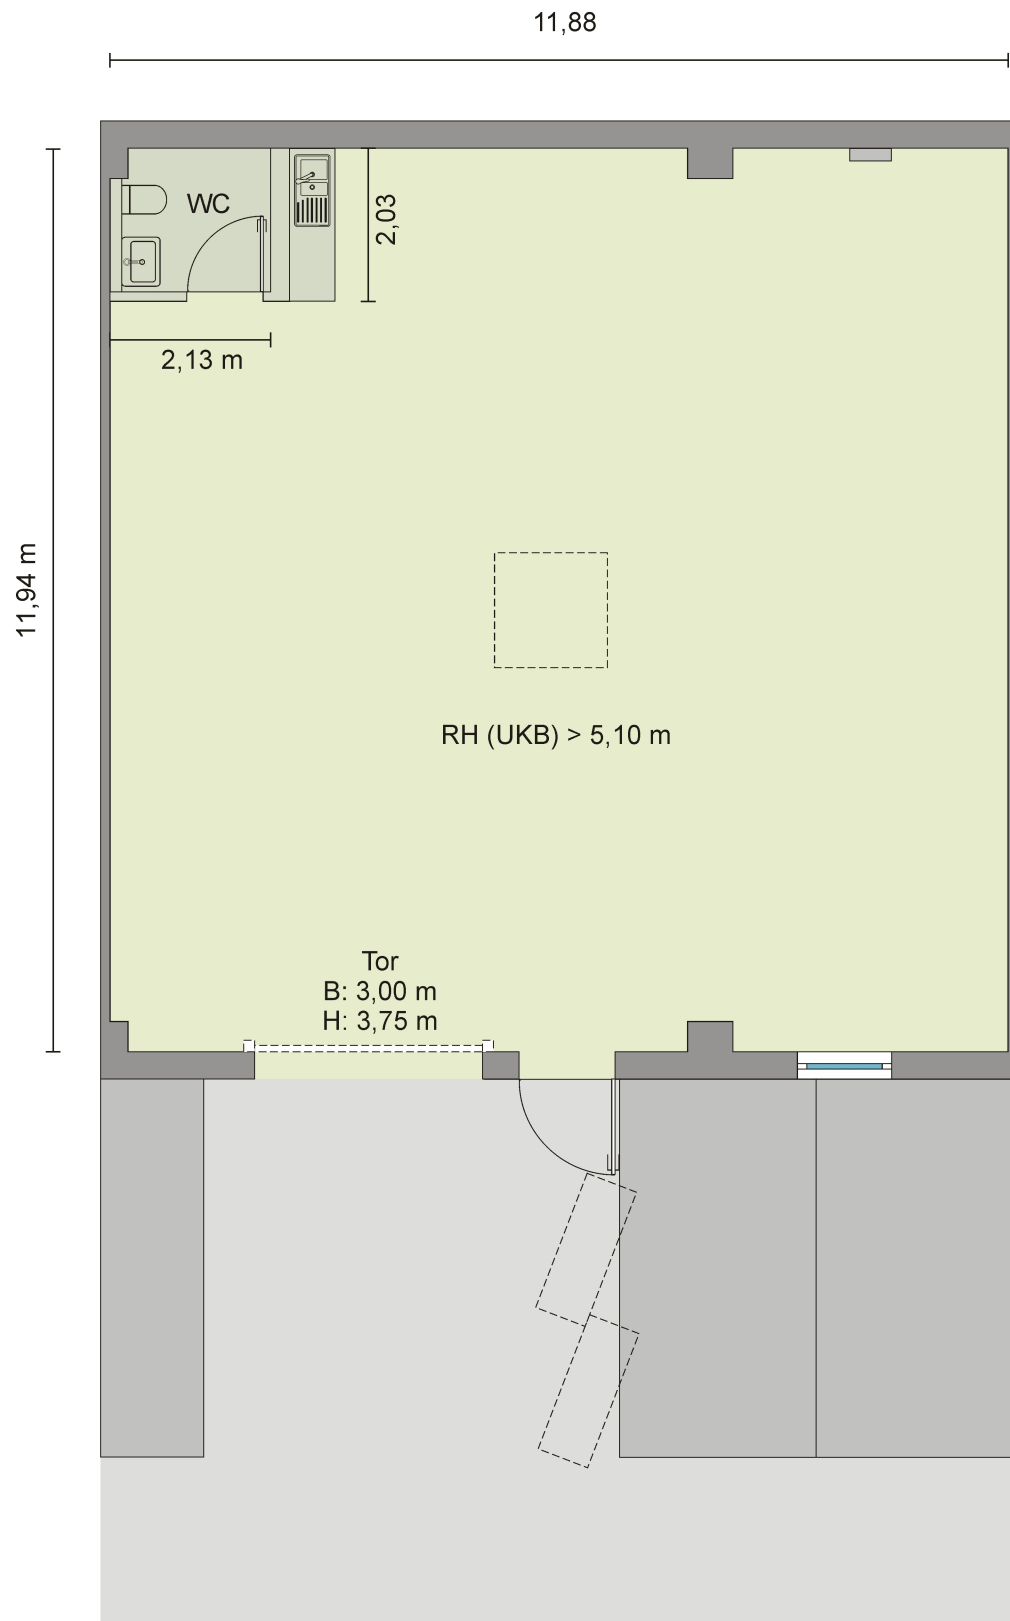 11,88
WC
2,03
2,13 m
11,94 m
RH (UKB) > 5,10 m
Tor
B: 3,00 m
H: 3,75 m